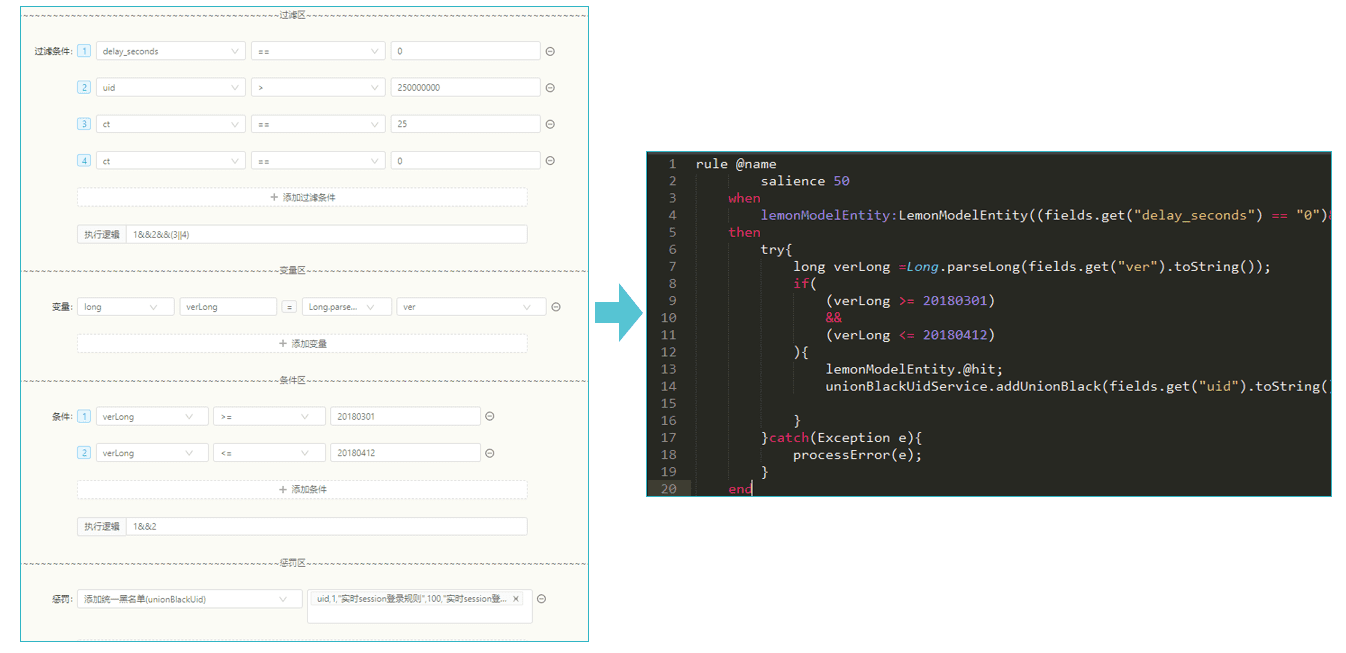 过滤区
过滤条件: 1 delay_seconds == 0
2 uid > 250000000
3 ct == 25
4 ct == 0
+ 添加过滤条件
执行逻辑 1&&2&&(3||4)
变量区
变量: long verLong = Long.parse... ver
+ 添加变量
条件区
条件: 1 verLong >= 20180301
2 verLong <= 20180412
+ 添加条件
执行逻辑 1&&2
惩罚区
惩罚: 添加统一黑名单(unionBlackUid) uid,1,"实时session登录规则",100,"实时session登... ×
1 rule @name
2 salience 50
3 when
4 lemonModelEntity:LemonModelEntity((fields.get("delay_seconds") == "0")
5 then
6 try{
7 long verLong =Long.parseLong(fields.get("ver").toString());
8 if(
9 (verLong >= 20180301)
10 &&
11 (verLong <= 20180412)
12 ){
13 lemonModelEntity.@hit;
14 unionBlackUidService.addUnionBlack(fields.get("uid").toString(
15
16 }
17 }catch(Exception e){
18 processError(e);
19 }
20 end